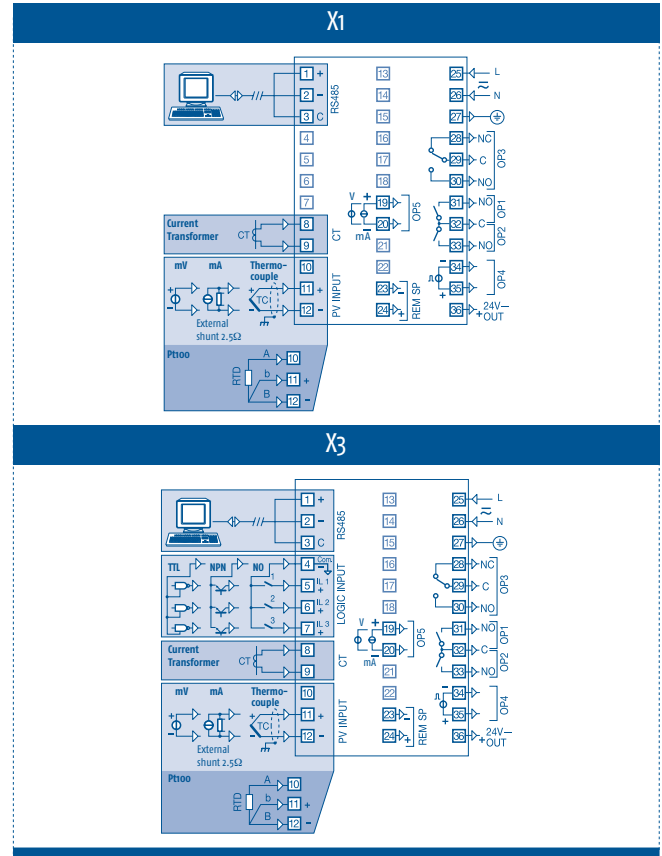 X1
1 + 13 25 L
2 - 14 26 N
3 C 15 27
RS485
4 16 28 NC
5 17 29 C
6 18 30 NO
OP3
7 V + 19 31 NO OP1
- 20 32 C
mA OP5
21 33 NO OP2
Current
Transformer
CT
8
9
CT
mV mA Thermo-
couple
10 22 34 -
11 + 23 - 35 +
OP4
12 - 24 + 36 + 24V
OUT
+ - TC
PV INPUT
REM SP
External
shunt 2.5Ω
Pt100
RTD
A 10
b 11 +
B 12 -
X3
1 + 13 25 L
2 - 14 26 N
3 C 15 27
RS485
TTL NPN NO 4 Com. 16 28 NC
1 5 IL 1 + 17 29 C
2 6 IL 2 + 18 30 NO
OP3
3 7 IL 3 + V + 19 31 NO OP1
LOGIC INPUT
- 20 32 C
mA OP5
21 33 NO OP2
Current
Transformer
CT
8
9
CT
mV mA Thermo-
couple
10 22 34 -
11 + 23 - 35 +
OP4
12 - 24 + 36 + 24V
OUT
+ - TC
PV INPUT
REM SP
External
shunt 2.5Ω
Pt100
RTD
A 10
b 11 +
B 12 -